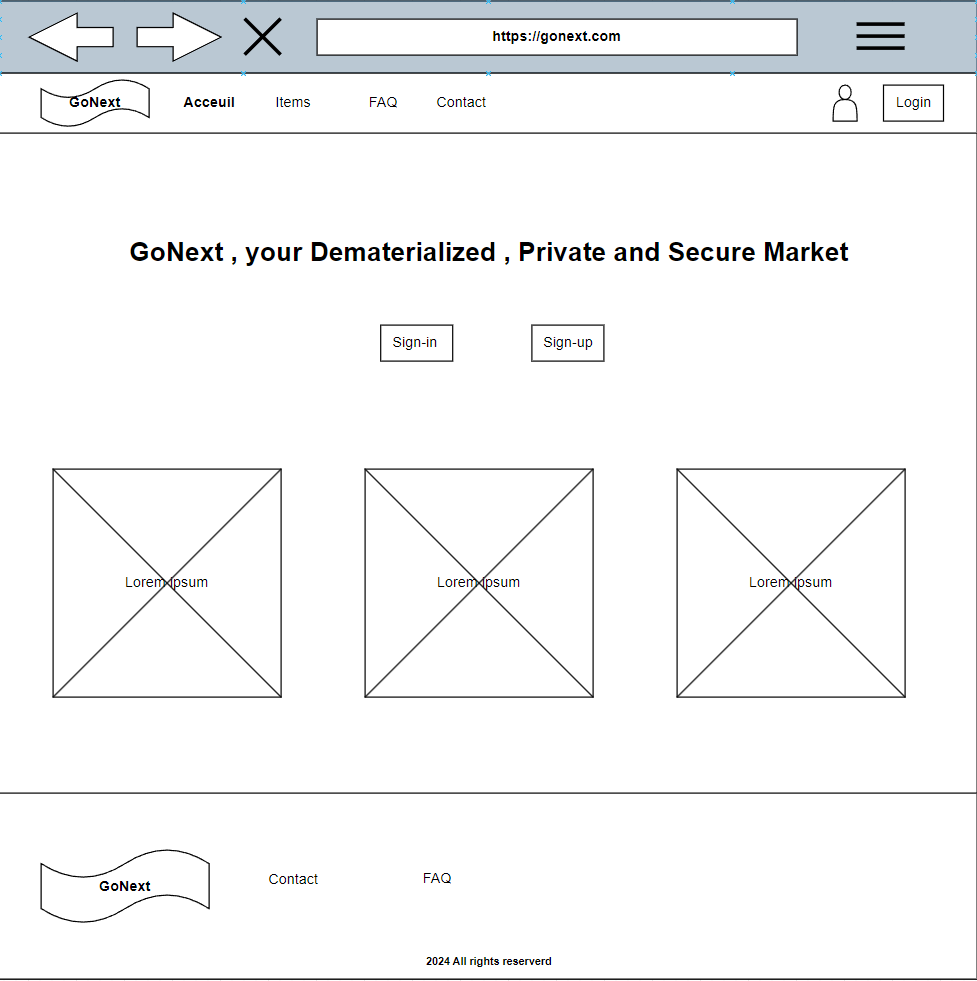 https://gonext.com
GoNext Acceuil Items FAQ Contact Login
GoNext , your Dematerialized , Private and Secure Market
Sign-in Sign-up
Lorem Ipsum Lorem Ipsum Lorem Ipsum
GoNext Contact FAQ
2024 All rights reserverd